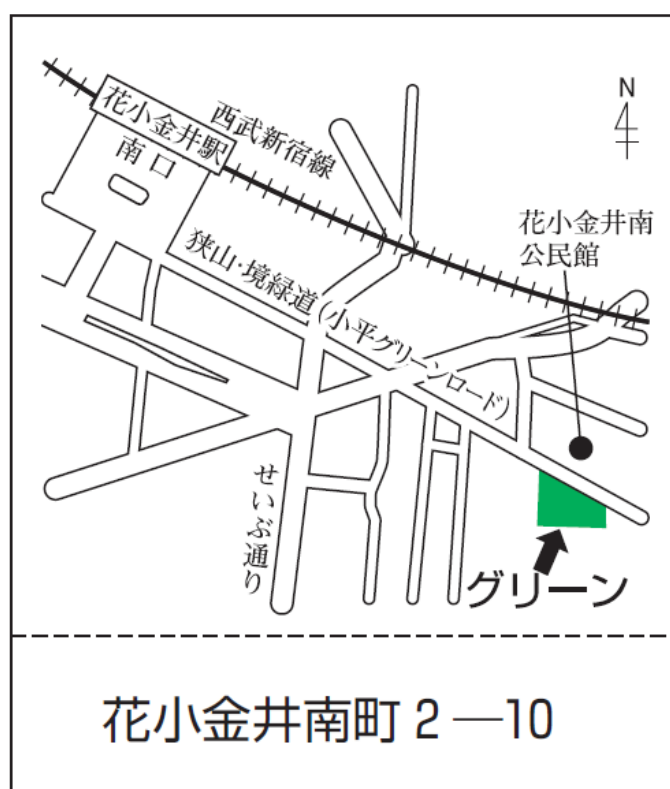 N
花小金井駅
南口
西武新宿線
花小金井南
公民館
狭山・境緑道(小平グリーンロード)
せいぶ通り
グリーン
花小金井南町2―10